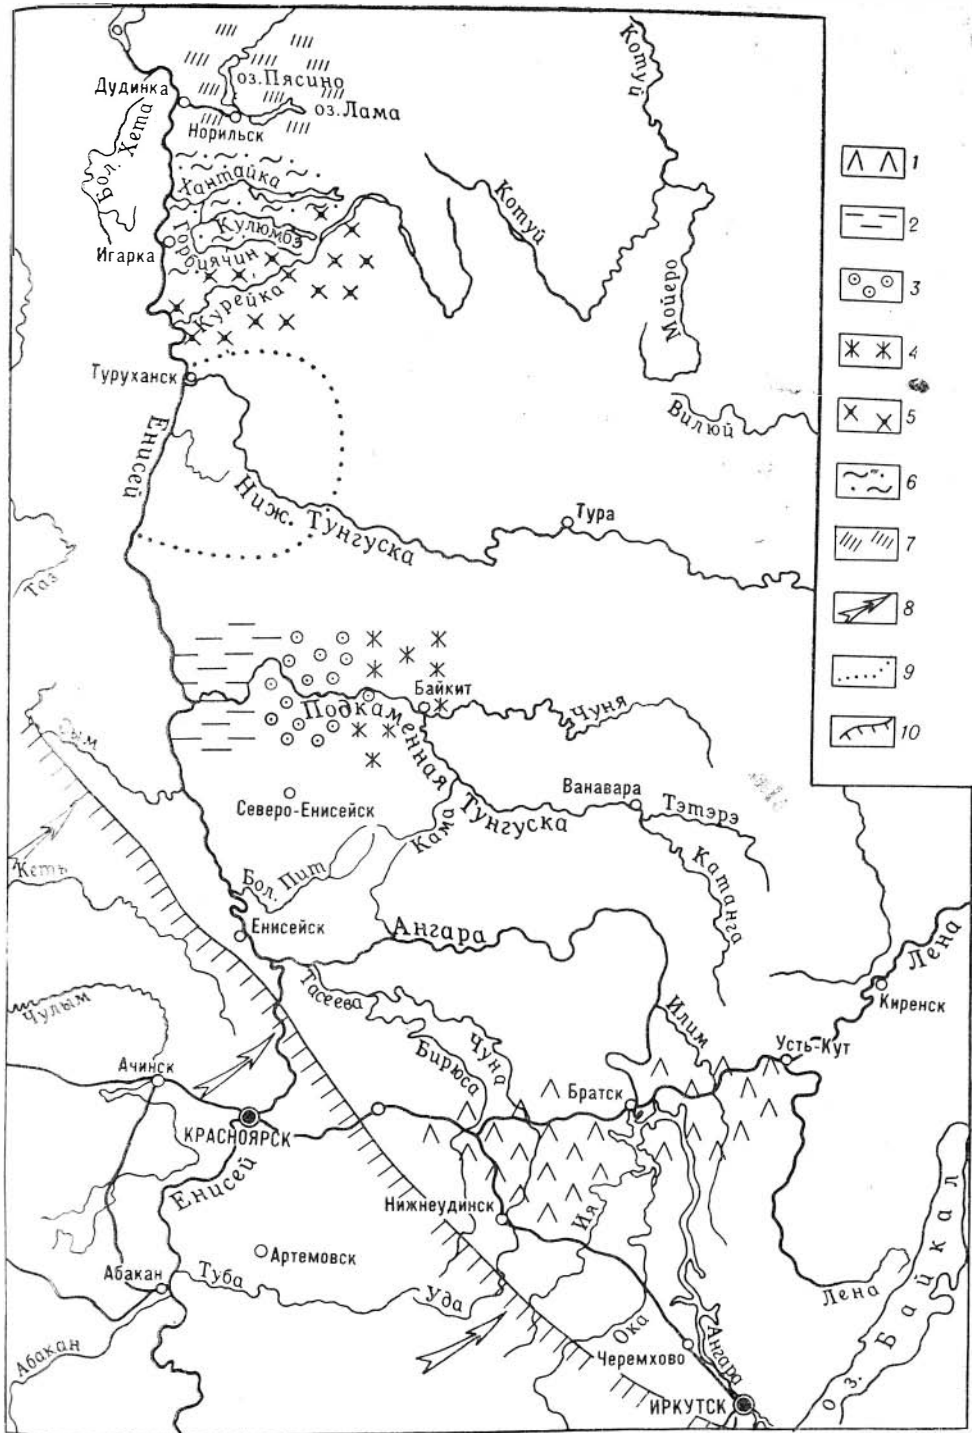 Котуй
оз.Пясино
Дудинка
оз.Лама
Норильск
Бол. Хета
Хантайка
Котуй
Кулюмбэ
Игарка
Горбиячин
Курейка
Мойеро
Туруханск
Вилюй
Енисей
Ниж. Тунгуска
Тура
Таз
Байкит
Подкаменная Тунгуска
Чуня
Сым
Северо-Енисейск
Ванавара
Тэтэрэ
Кама
Катанга
Кеть
Бол. Пит
Енисейск
Ангара
Лена
Тасеева
Киренск
Чулым
Илим
Чуна
Бирюса
Усть-Кут
Ачинск
Братск
КРАСНОЯРСК
Енисей
Нижнеудинск
Ия
Артемовск
Абакан
Туба
Уда
Лена
оз. Байкал
Ока
Ангара
Абакан
Черемхово
ИРКУТСК
1
2
3
4
5
6
7
8
9
10